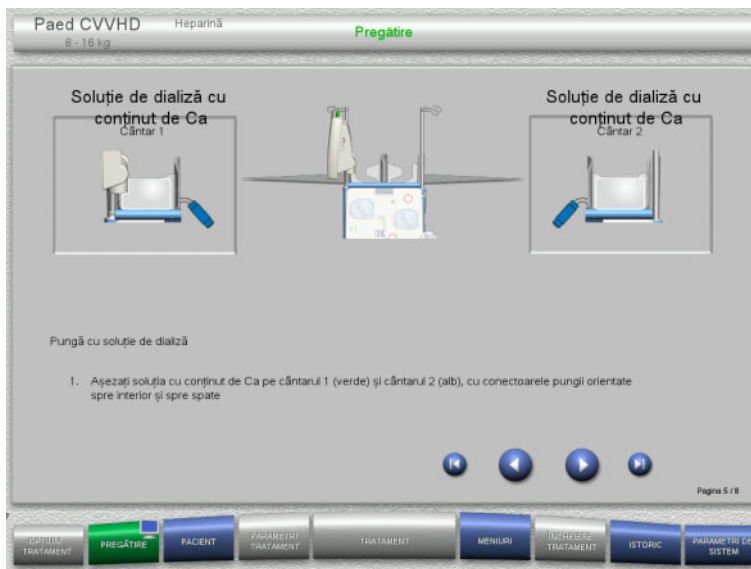 Paed CVVHD
Heparină
8 - 16 kg
Pregătire
Soluție de dializă cu
conținut de Ca
Cântar 1
Soluție de dializă cu
conținut de Ca
Cântar 2
Pungă cu soluție de dializă
1. Așezați soluția cu conținut de Ca pe cântarul 1 (verde) și cântarul 2 (alb), cu conectoarele pungii orientate
spre interior și spre spate
Pagina 5 / 8
OPȚIUNI
TRATAMENT
PREGĂTIRE
PACIENT
PARAMETRI
TRATAMENT
TRATAMENT
MENIURI
ÎNCHEIERE
TRATAMENT
ISTORIC
PARAMETRI DE
SISTEM